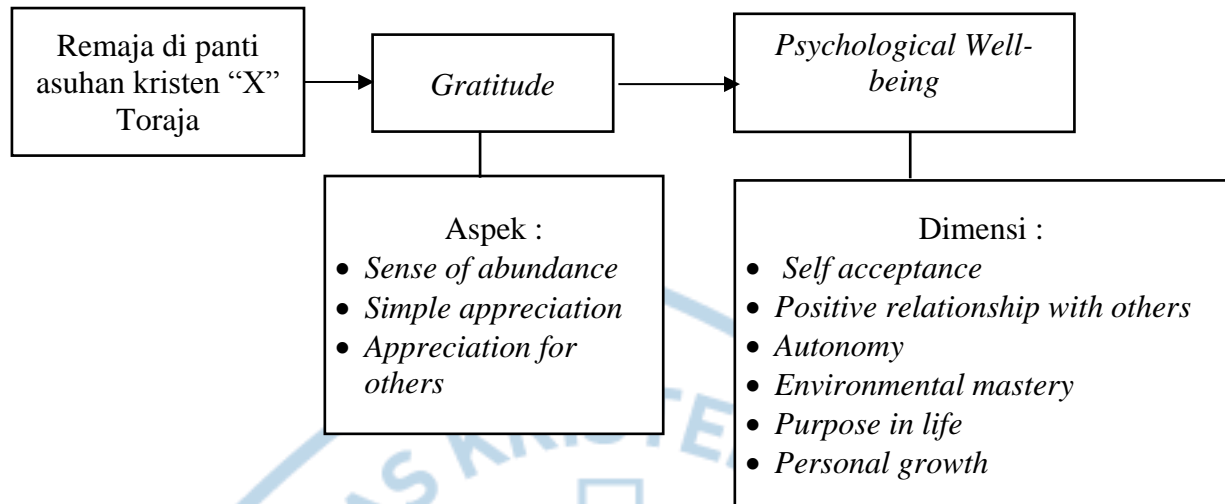 Remaja di panti
asuhan kristen “X”
Toraja
Gratitude
Psychological Well-
being
Aspek :
• Sense of abundance
• Simple appreciation
• Appreciation for
others
Dimensi :
• Self acceptance
• Positive relationship with others
• Autonomy
• Environmental mastery
• Purpose in life
• Personal growth